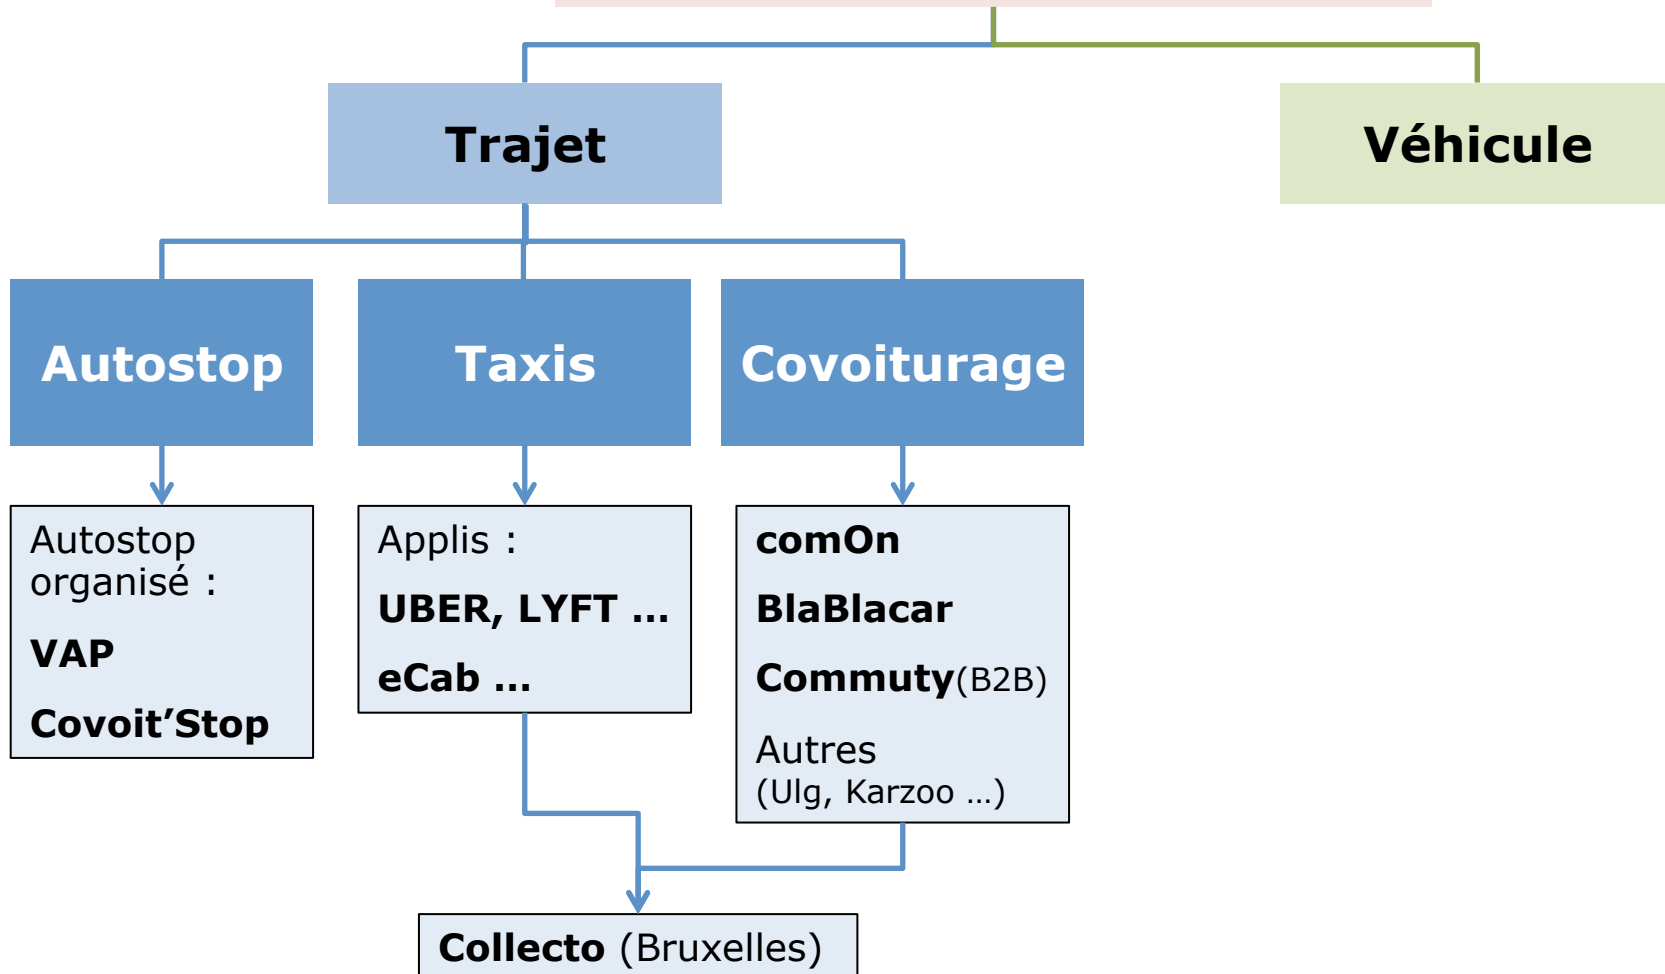 Trajet
Véhicule
Autostop
Taxis
Covoiturage
Autostop
organisé :
VAP
Covoit’Stop
Applis :
UBER, LYFT …
eCab …
comOn
BlaBlacar
Commuty(B2B)
Autres
(Ulg, Karzoo …)
Collecto (Bruxelles)